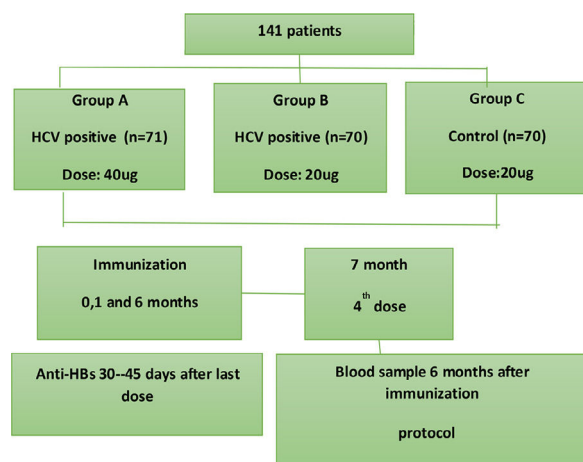 141 patients
Group A
HCV positive (n=71)
Dose: 40ug
Group B
HCV positive (n=70)
Dose: 20ug
Group C
Control (n=70)
Dose:20ug
Immunization
0,1 and 6 months
7 month
4th dose
Anti-HBs 30--45 days after last
dose
Blood sample 6 months after
immunization
protocol